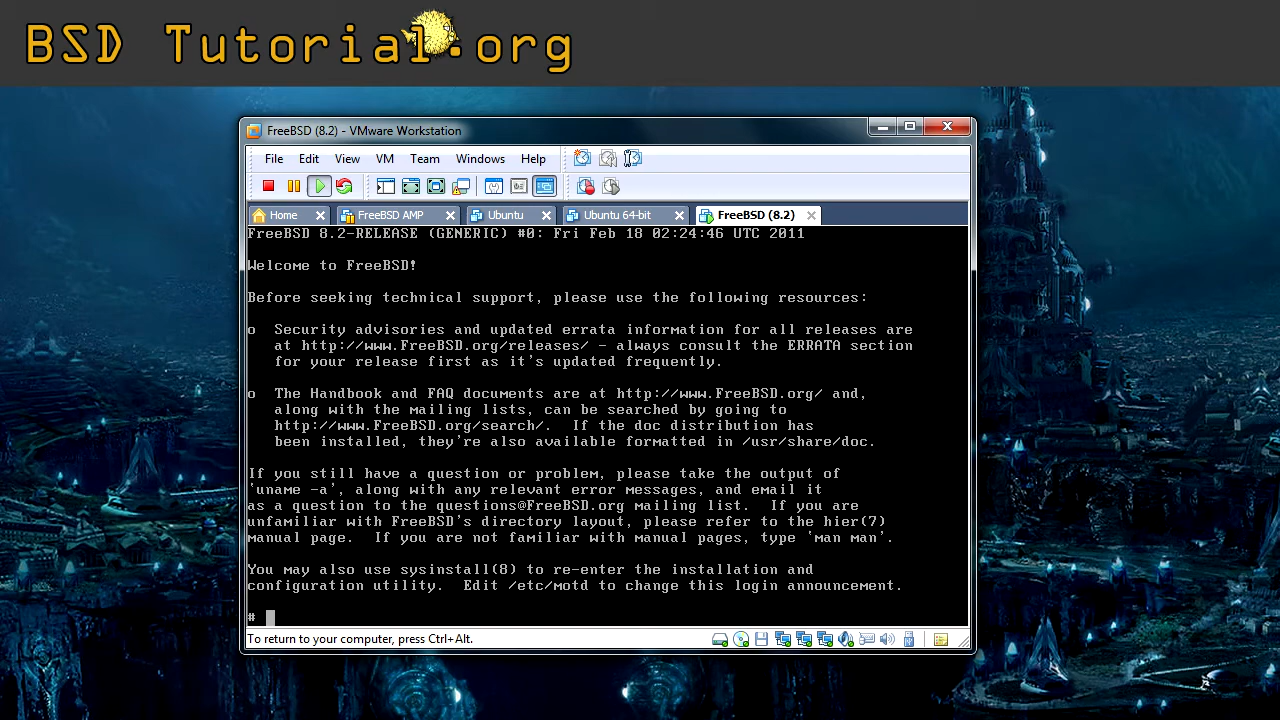 BSD Tutorial.org
FreeBSD (8.2) - VMware Workstation
File Edit View VM Team Windows Help
Home FreeBSD AMP Ubuntu Ubuntu 64-bit FreeBSD (8.2)
FreeBSD 8.2-RELEASE (GENERIC) #0: Fri Feb 18 02:24:46 UTC 2011
Welcome to FreeBSD!
Before seeking technical support, please use the following resources:
o  Security advisories and updated errata information for all releases are
at http://www.FreeBSD.org/releases/ - always consult the ERRATA section
for your release first as it's updated frequently.
o  The Handbook and FAQ documents are at http://www.FreeBSD.org/ and,
along with the mailing lists, can be searched by going to
http://www.FreeBSD.org/search/.  If the doc distribution has
been installed, they're also available formatted in /usr/share/doc.
If you still have a question or problem, please take the output of
`uname -a', along with any relevant error messages, and email it
as a question to the questions@FreeBSD.org mailing list.  If you are
unfamiliar with FreeBSD's directory layout, please refer to the hier(7)
manual page.  If you are not familiar with manual pages, type `man man'.
You may also use sysinstall(8) to re-enter the installation and
configuration utility.  Edit /etc/motd to change this login announcement.
#
To return to your computer, press Ctrl+Alt.